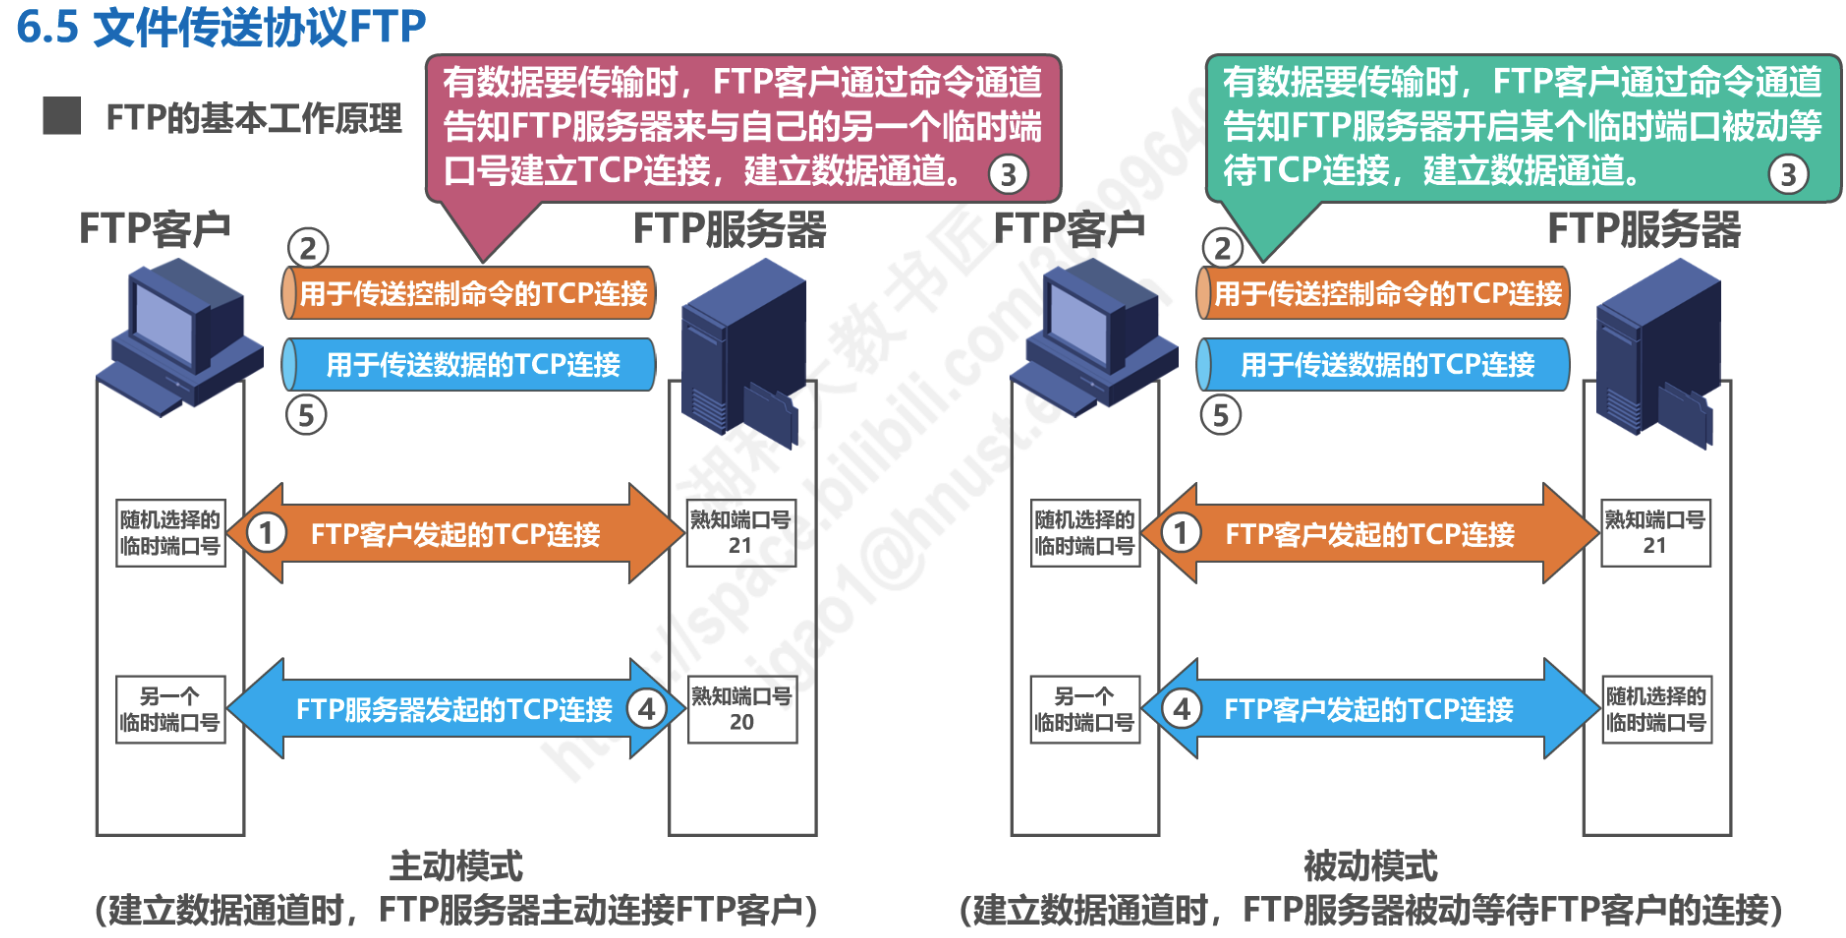 6.5 文件传送协议FTP
FTP的基本工作原理
有数据要传输时，FTP客户通过命令通道
告知FTP服务器来与自己的另一个临时端
口号建立TCP连接，建立数据通道。 ③
FTP客户
FTP服务器
②
用于传送控制命令的TCP连接
用于传送数据的TCP连接
⑤
随机选择的
临时端口号
① FTP客户发起的TCP连接
熟知端口号
21
另一个
临时端口号
FTP服务器发起的TCP连接 ④
熟知端口号
20
主动模式
（建立数据通道时，FTP服务器主动连接FTP客户）
有数据要传输时，FTP客户通过命令通道
告知FTP服务器开启某个临时端口被动等
待TCP连接，建立数据通道。 ③
FTP客户
FTP服务器
②
用于传送控制命令的TCP连接
用于传送数据的TCP连接
⑤
随机选择的
临时端口号
① FTP客户发起的TCP连接
熟知端口号
21
另一个
临时端口号
④ FTP客户发起的TCP连接
随机选择的
临时端口号
被动模式
（建立数据通道时，FTP服务器被动等待FTP客户的连接）